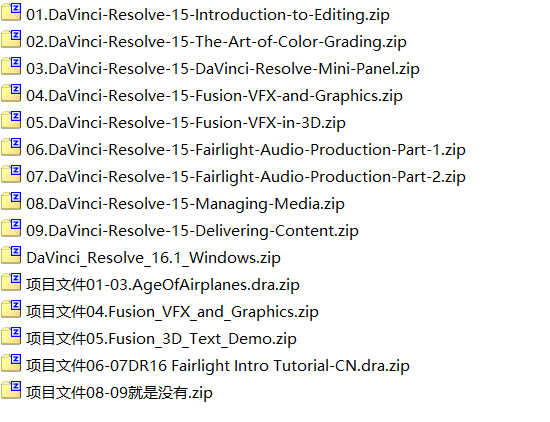 01.DaVinci-Resolve-15-Introduction-to-Editing.zip
02.DaVinci-Resolve-15-The-Art-of-Color-Grading.zip
03.DaVinci-Resolve-15-DaVinci-Resolve-Mini-Panel.zip
04.DaVinci-Resolve-15-Fusion-VFX-and-Graphics.zip
05.DaVinci-Resolve-15-Fusion-VFX-in-3D.zip
06.DaVinci-Resolve-15-Fairlight-Audio-Production-Part-1.zip
07.DaVinci-Resolve-15-Fairlight-Audio-Production-Part-2.zip
08.DaVinci-Resolve-15-Managing-Media.zip
09.DaVinci-Resolve-15-Delivering-Content.zip
DaVinci_Resolve_16.1_Windows.zip
项目文件01-03.AgeOfAirplanes.dra.zip
项目文件04.Fusion_VFX_and_Graphics.zip
项目文件05.Fusion_3D_Text_Demo.zip
项目文件06-07DR16 Fairlight Intro Tutorial-CN.dra.zip
项目文件08-09就是没有.zip